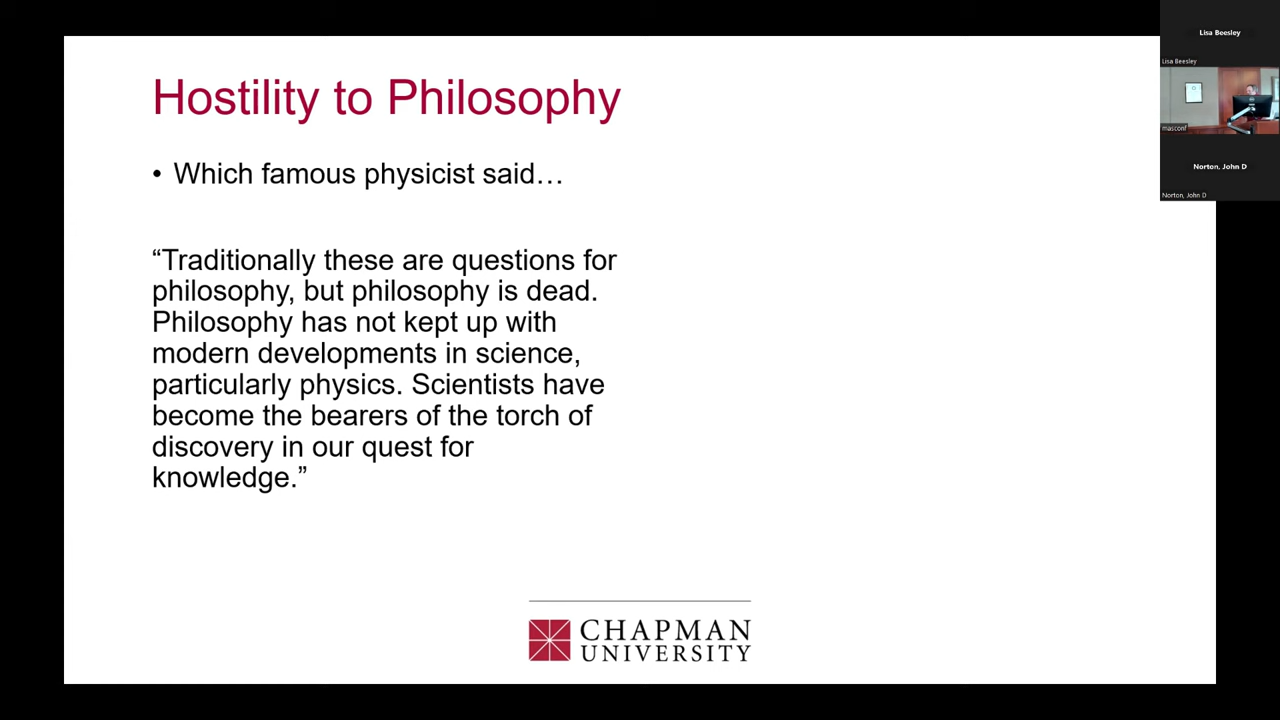 Hostility to Philosophy
• Which famous physicist said…
“Traditionally these are questions for
philosophy, but philosophy is dead.
Philosophy has not kept up with
modern developments in science,
particularly physics. Scientists have
become the bearers of the torch of
discovery in our quest for
knowledge.”
CHAPMAN
UNIVERSITY
Lisa Beesley
Lisa Beesley
masconf
Norton, John D
Norton, John D